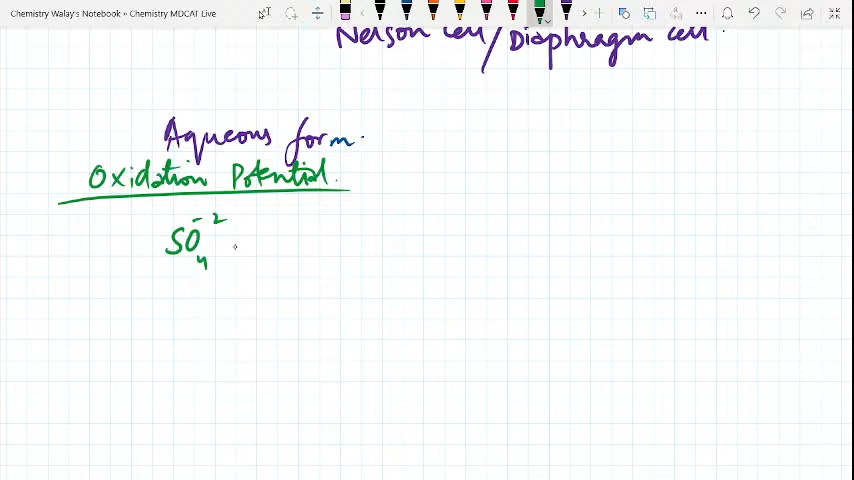 Chemistry Walay's Notebook » Chemistry MDCAT Live
Nelson Cell/Diaphragm cell.
Aqueous form.
Oxidation Potential.
SO₄⁻²